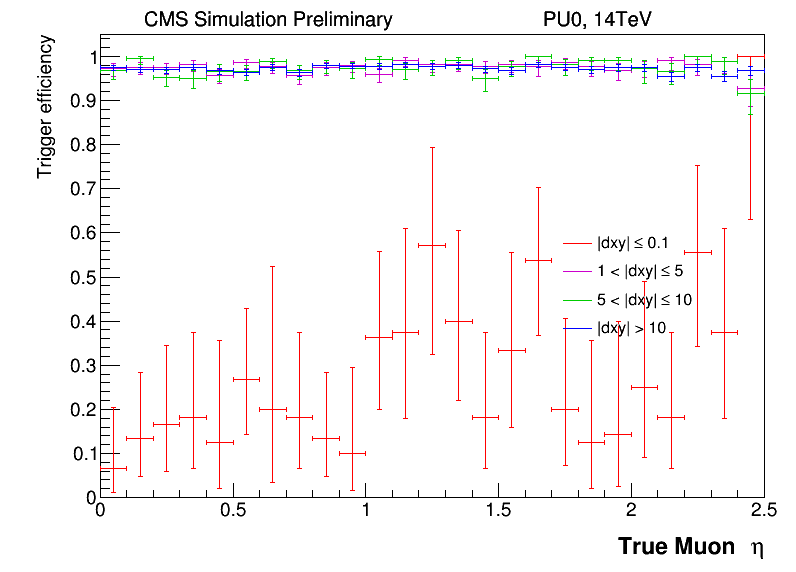 CMS Simulation Preliminary PU0, 14TeV
Trigger efficiency
1
0.9
0.8
0.7
0.6
0.5
0.4
0.3
0.2
0.1
0
|dxy| ≤ 0.1
1 < |dxy| ≤ 5
5 < |dxy| ≤ 10
|dxy| > 10
0 0.5 1 1.5 2 2.5
True Muon η